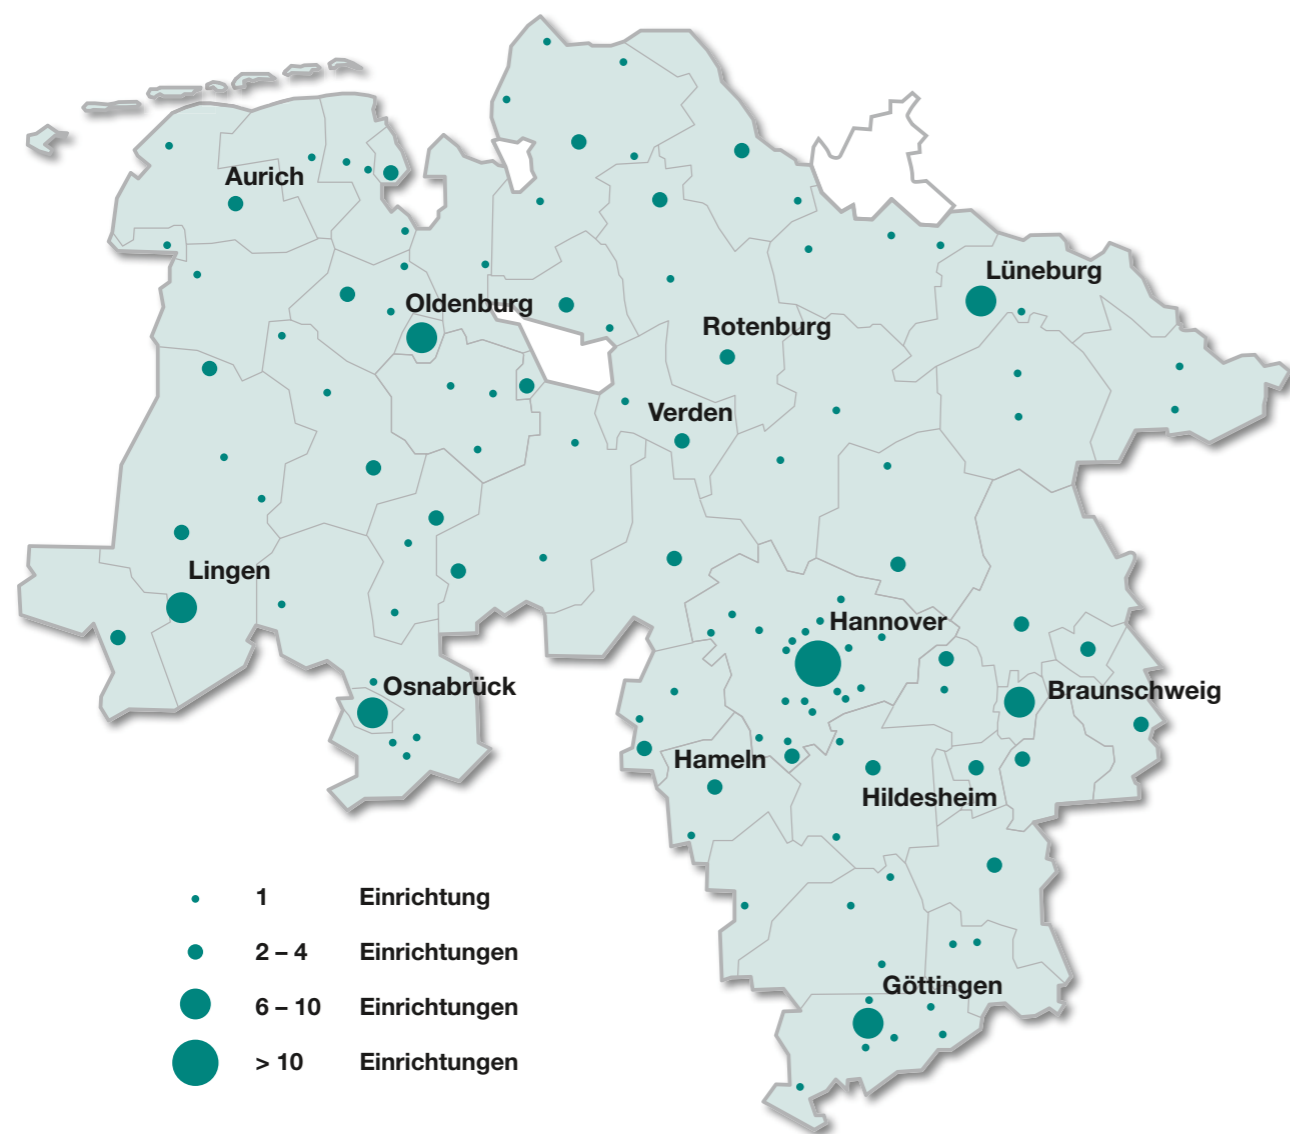 Aurich
Lüneburg
Oldenburg
Rotenburg
Verden
Lingen
Hannover
Osnabrück
Braunschweig
Hameln
Hildesheim
Göttingen
1 Einrichtung
2 – 4 Einrichtungen
6 – 10 Einrichtungen
> 10 Einrichtungen